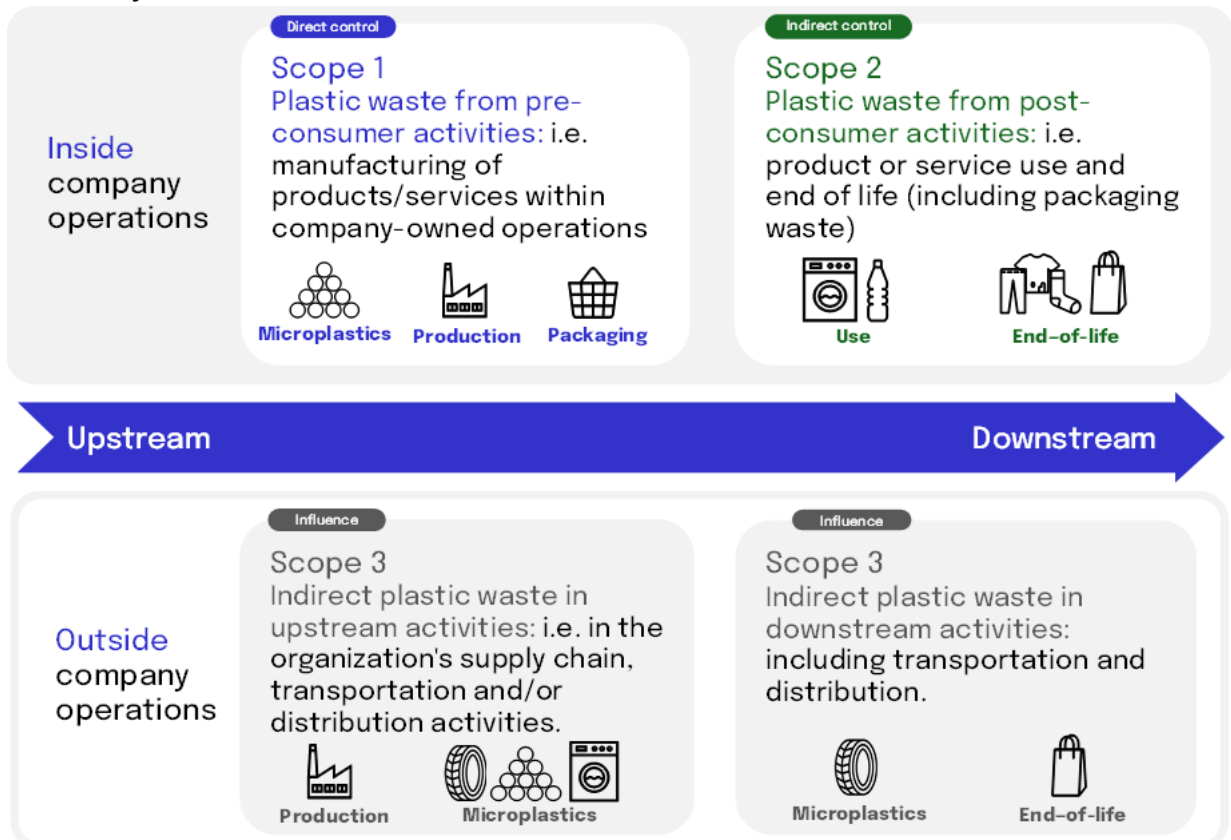 Direct control
Scope 1
Plastic waste from pre-
consumer activities: i.e.
manufacturing of
products/services within
company-owned operations
Microplastics
Production
Packaging
Indirect control
Scope 2
Plastic waste from post-
consumer activities: i.e.
product or service use and
end of life (including packaging
waste)
Use
End-of-life
Inside
company
operations
Upstream
Downstream
Influence
Scope 3
Indirect plastic waste in
upstream activities: i.e. in the
organization's supply chain,
transportation and/or
distribution activities.
Production
Microplastics
Influence
Scope 3
Indirect plastic waste in
downstream activities:
including transportation and
distribution.
Microplastics
End-of-life
Outside
company
operations